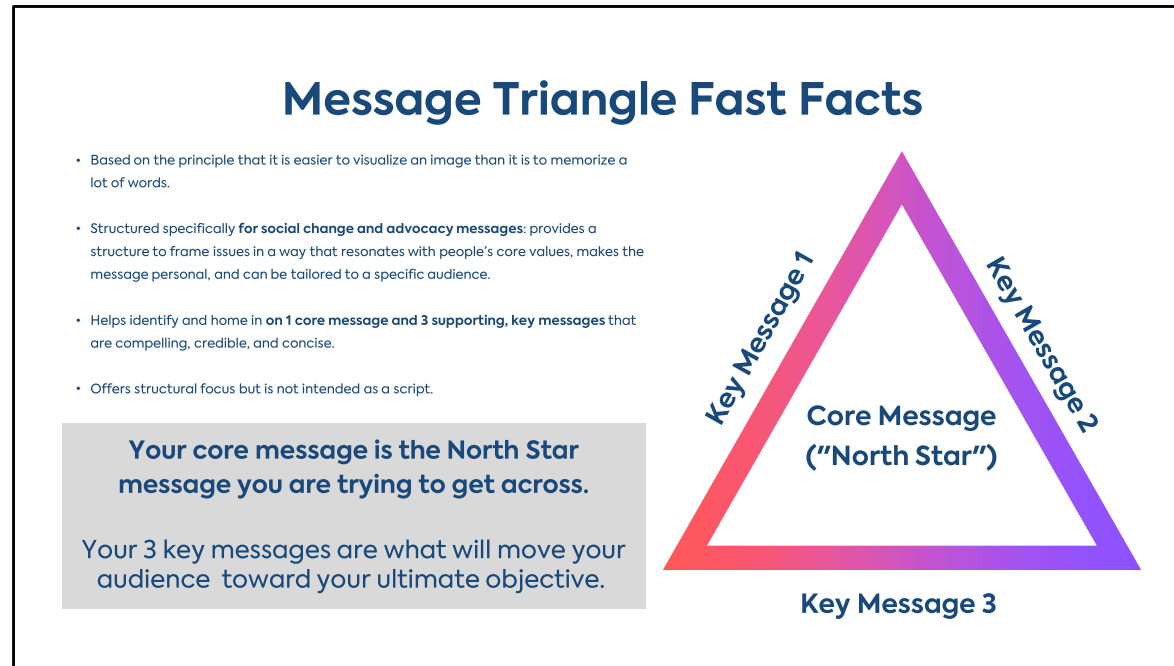 Message Triangle Fast Facts
• Based on the principle that it is easier to visualize an image than it is to memorize a
lot of words.
• Structured specifically for social change and advocacy messages: provides a
structure to frame issues in a way that resonates with people's core values, makes the
message personal, and can be tailored to a specific audience.
• Helps identify and home in on 1 core message and 3 supporting, key messages that
are compelling, credible, and concise.
• Offers structural focus but is not intended as a script.
Your core message is the North Star
message you are trying to get across.
Your 3 key messages are what will move your
audience toward your ultimate objective.
Key Message 1
Key Message 2
Core Message
("North Star")
Key Message 3